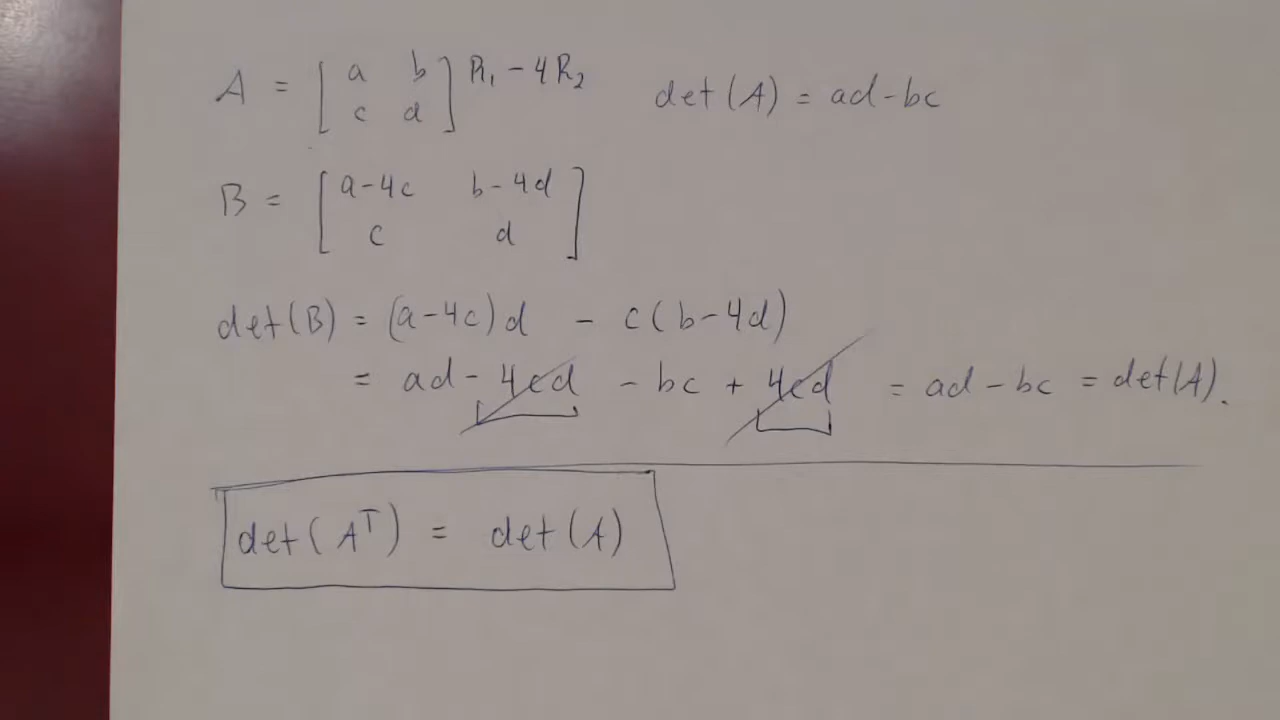 A = [ a b ] R₁ - 4R₂ det(A) = ad - bc
[ c d ]
B = [ a-4c b-4d ]
[ c d ]
det(B) = (a-4c)d - c(b-4d)
= ad - 4cd - bc + 4cd = ad - bc = det(A).
det(Aᵀ) = det(A)